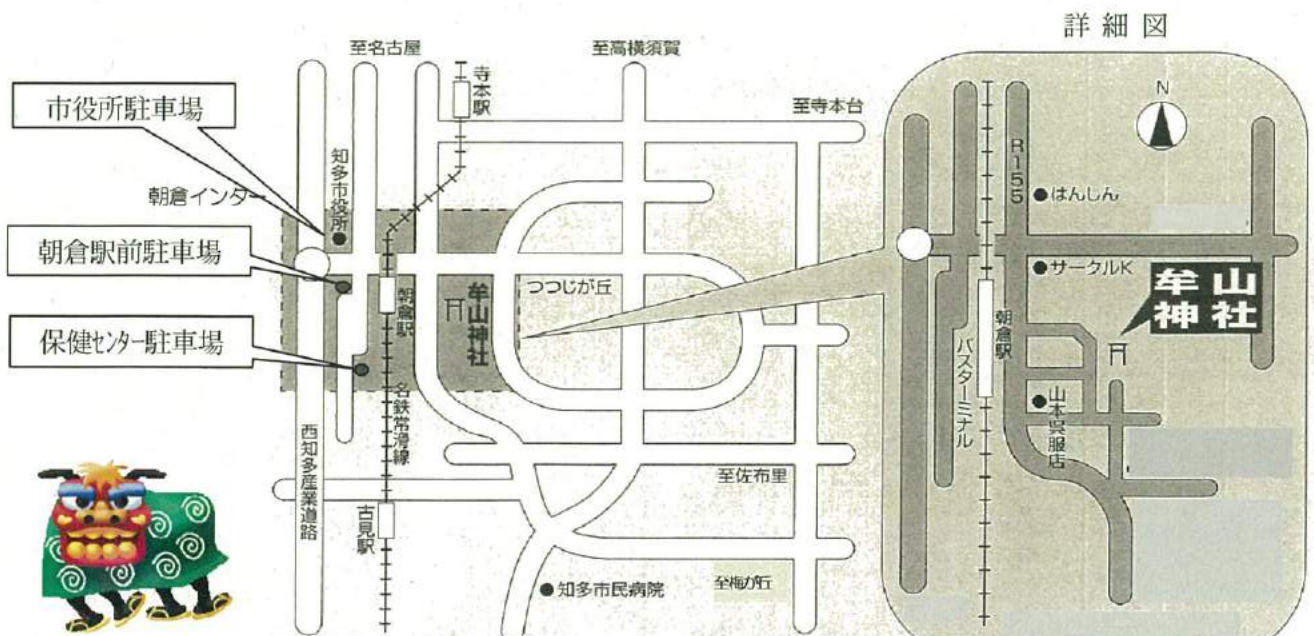 詳細図
至名古屋
至高横須賀
寺本駅
至寺本台
市役所駐車場
知多市役所
朝倉インター
朝倉駅前駐車場
つつじが丘
朝倉駅
牟山神社
保健センター駐車場
名鉄常滑線
西知多産業道路
至佐布里
古見駅
知多市民病院
至梅が丘
N
R155
はんしん
サークルK
牟山
神社
朝倉駅
バスターミナル
山本呉服店